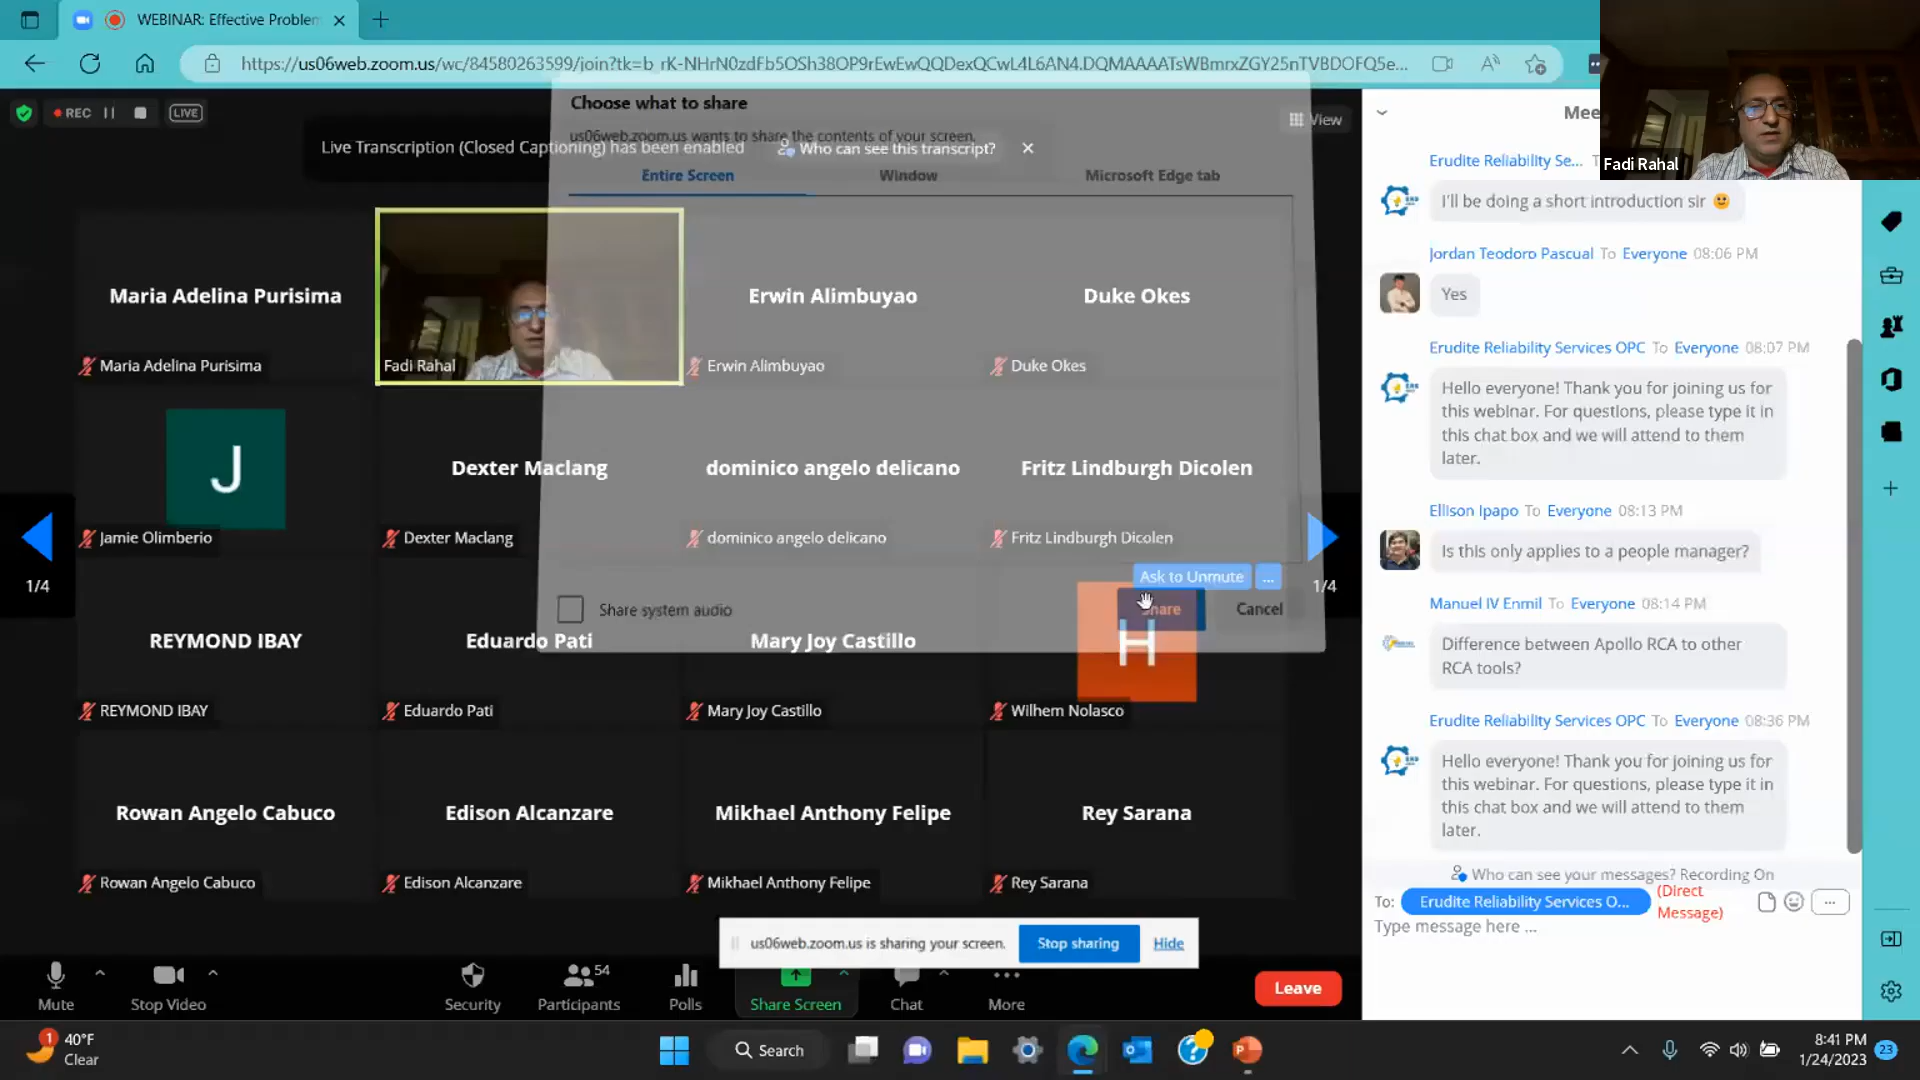 WEBINAR: Effective Problem
https://us06web.zoom.us/wc/84580263599/join?tk=b_rK-NHrN0zdFb5OSh38OP9rEwEwQQDexQCwL4L6AN4.DQMAAAATsWBmrxZGY25nTVBDOFQ5e...
Fadi Rahal
REC
LIVE
Choose what to share
us06web.zoom.us wants to share the contents of your screen.
Live Transcription (Closed Captioning) has been enabled
Who can see this transcript?
View
Entire Screen
Window
Microsoft Edge tab
Maria Adelina Purisima
Erwin Alimbuyao
Duke Okes
Maria Adelina Purisima
Fadi Rahal
Erwin Alimbuyao
Duke Okes
J
Dexter Maclang
dominico angelo delicano
Fritz Lindburgh Dicolen
Jamie Olimberio
Dexter Maclang
dominico angelo delicano
Fritz Lindburgh Dicolen
1/4
1/4
Ask to Unmute
...
Share system audio
Share
Cancel
REYMOND IBAY
Eduardo Pati
Mary Joy Castillo
H
REYMOND IBAY
Eduardo Pati
Mary Joy Castillo
Wilhem Nolasco
Rowan Angelo Cabuco
Edison Alcanzare
Mikhael Anthony Felipe
Rey Sarana
Rowan Angelo Cabuco
Edison Alcanzare
Mikhael Anthony Felipe
Rey Sarana
us06web.zoom.us is sharing your screen.
Stop sharing
Hide
Mute
Stop Video
Security
54
Participants
Polls
Share Screen
Chat
More
Leave
Mee
Erudite Reliability Se...
I'll be doing a short introduction sir 🙂
Jordan Teodoro Pascual To Everyone 08:06 PM
Yes
Erudite Reliability Services OPC To Everyone 08:07 PM
Hello everyone! Thank you for joining us for
this webinar. For questions, please type it in
this chat box and we will attend to them
later.
Ellison Ipapo To Everyone 08:13 PM
Is this only applies to a people manager?
Manuel IV Enmil To Everyone 08:14 PM
Difference between Apollo RCA to other
RCA tools?
Erudite Reliability Services OPC To Everyone 08:36 PM
Hello everyone! Thank you for joining us for
this webinar. For questions, please type it in
this chat box and we will attend to them
later.
Who can see your messages? Recording On
To: Erudite Reliability Services O... (Direct
Message)
Type message here ...
1
40°F
Clear
Search
8:41 PM
1/24/2023
23